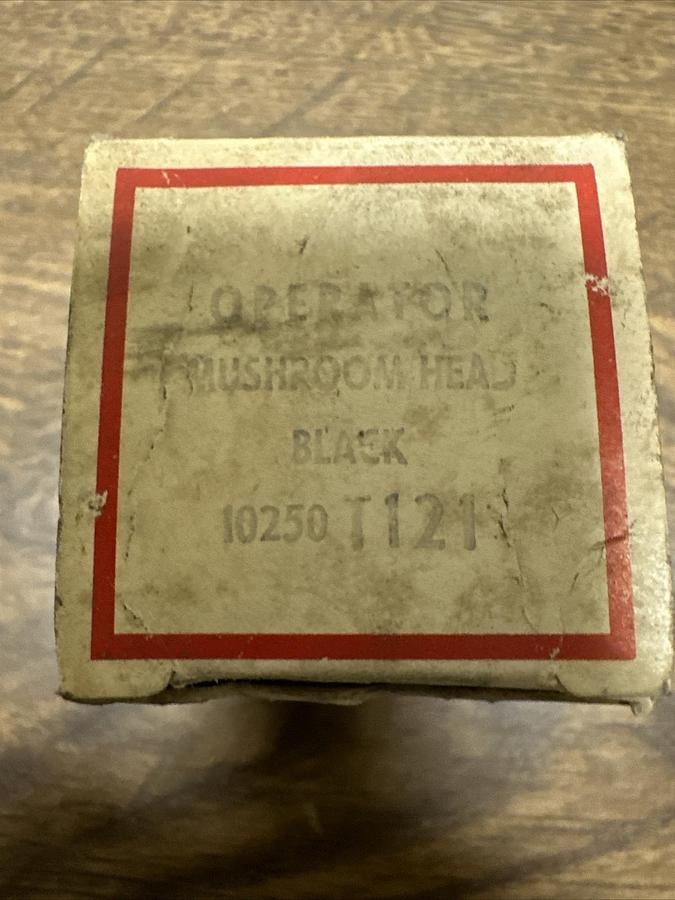 OPERATOR
MUSHROOM HEAD
BLACK
10250 T121